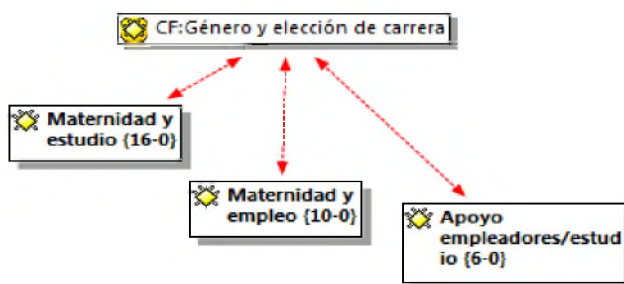 CF:Género y elección de carrera
Maternidad y
estudio {16-0}
Maternidad y
empleo {10-0}
Apoyo
empleadores/estud
io {6-0}